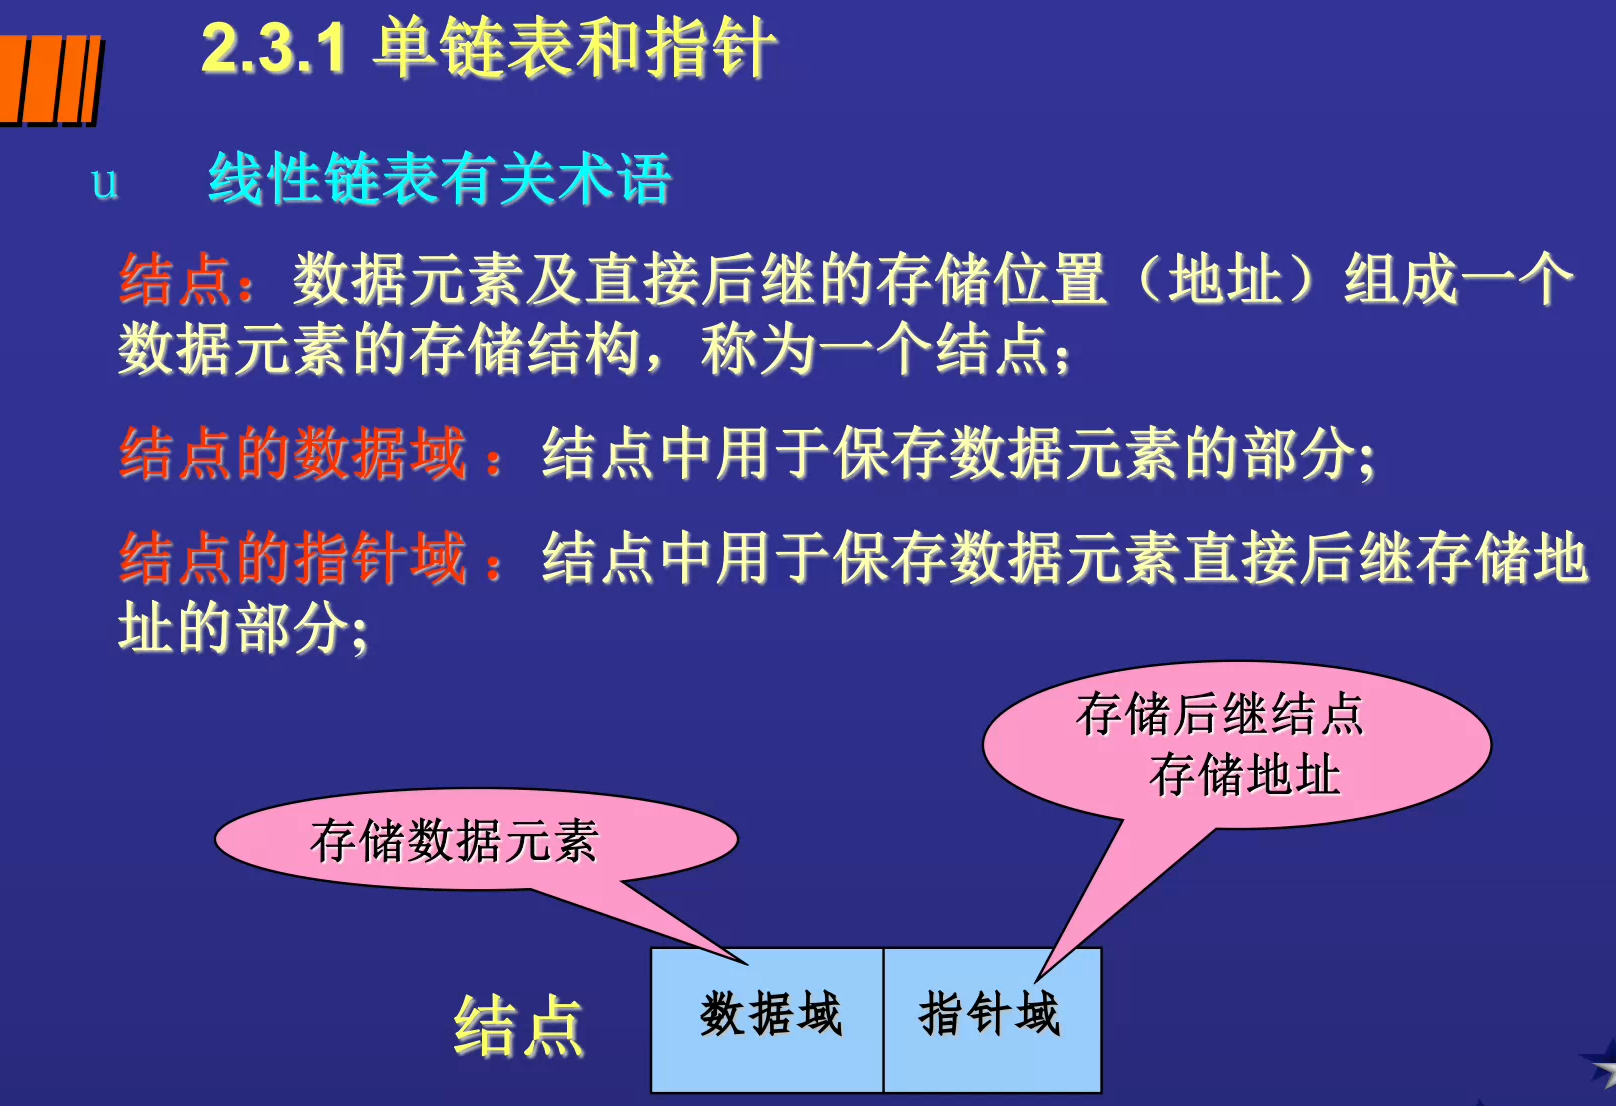 2.3.1 单链表和指针
u 线性链表有关术语
结点：数据元素及直接后继的存储位置（地址）组成一个
数据元素的存储结构，称为一个结点；
结点的数据域 ：结点中用于保存数据元素的部分;
结点的指针域 ：结点中用于保存数据元素直接后继存储地
址的部分;
存储后继结点
存储地址
存储数据元素
结点
数据域
指针域